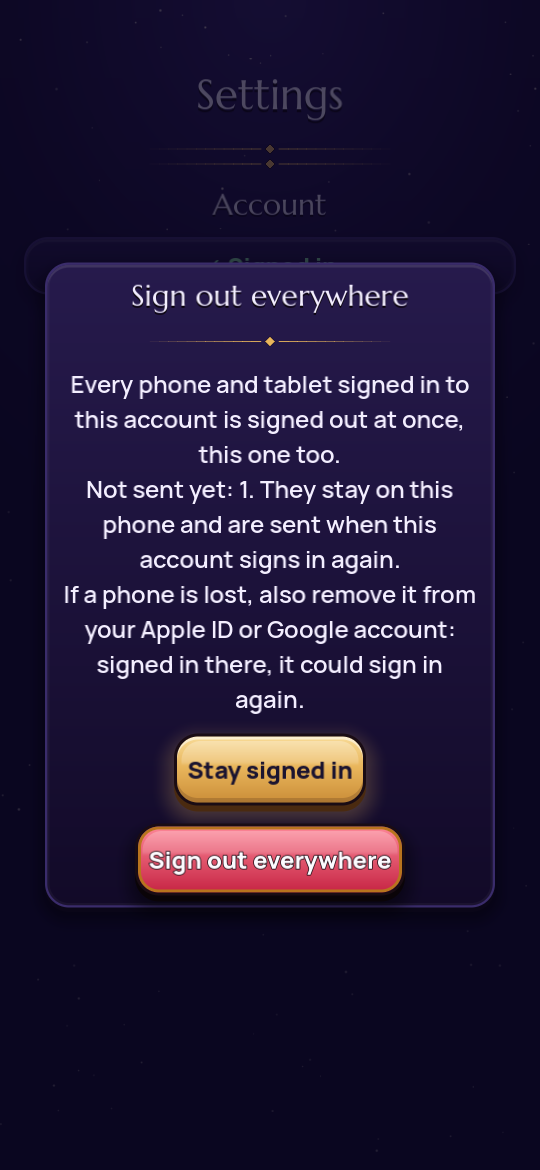 Settings
Account
✓ Signed in
Sign out everywhere
Every phone and tablet signed in to
this account is signed out at once,
this one too.
Not sent yet: 1. They stay on this
phone and are sent when this
account signs in again.
If a phone is lost, also remove it from
your Apple ID or Google account:
signed in there, it could sign in
again.
Stay signed in
Sign out everywhere